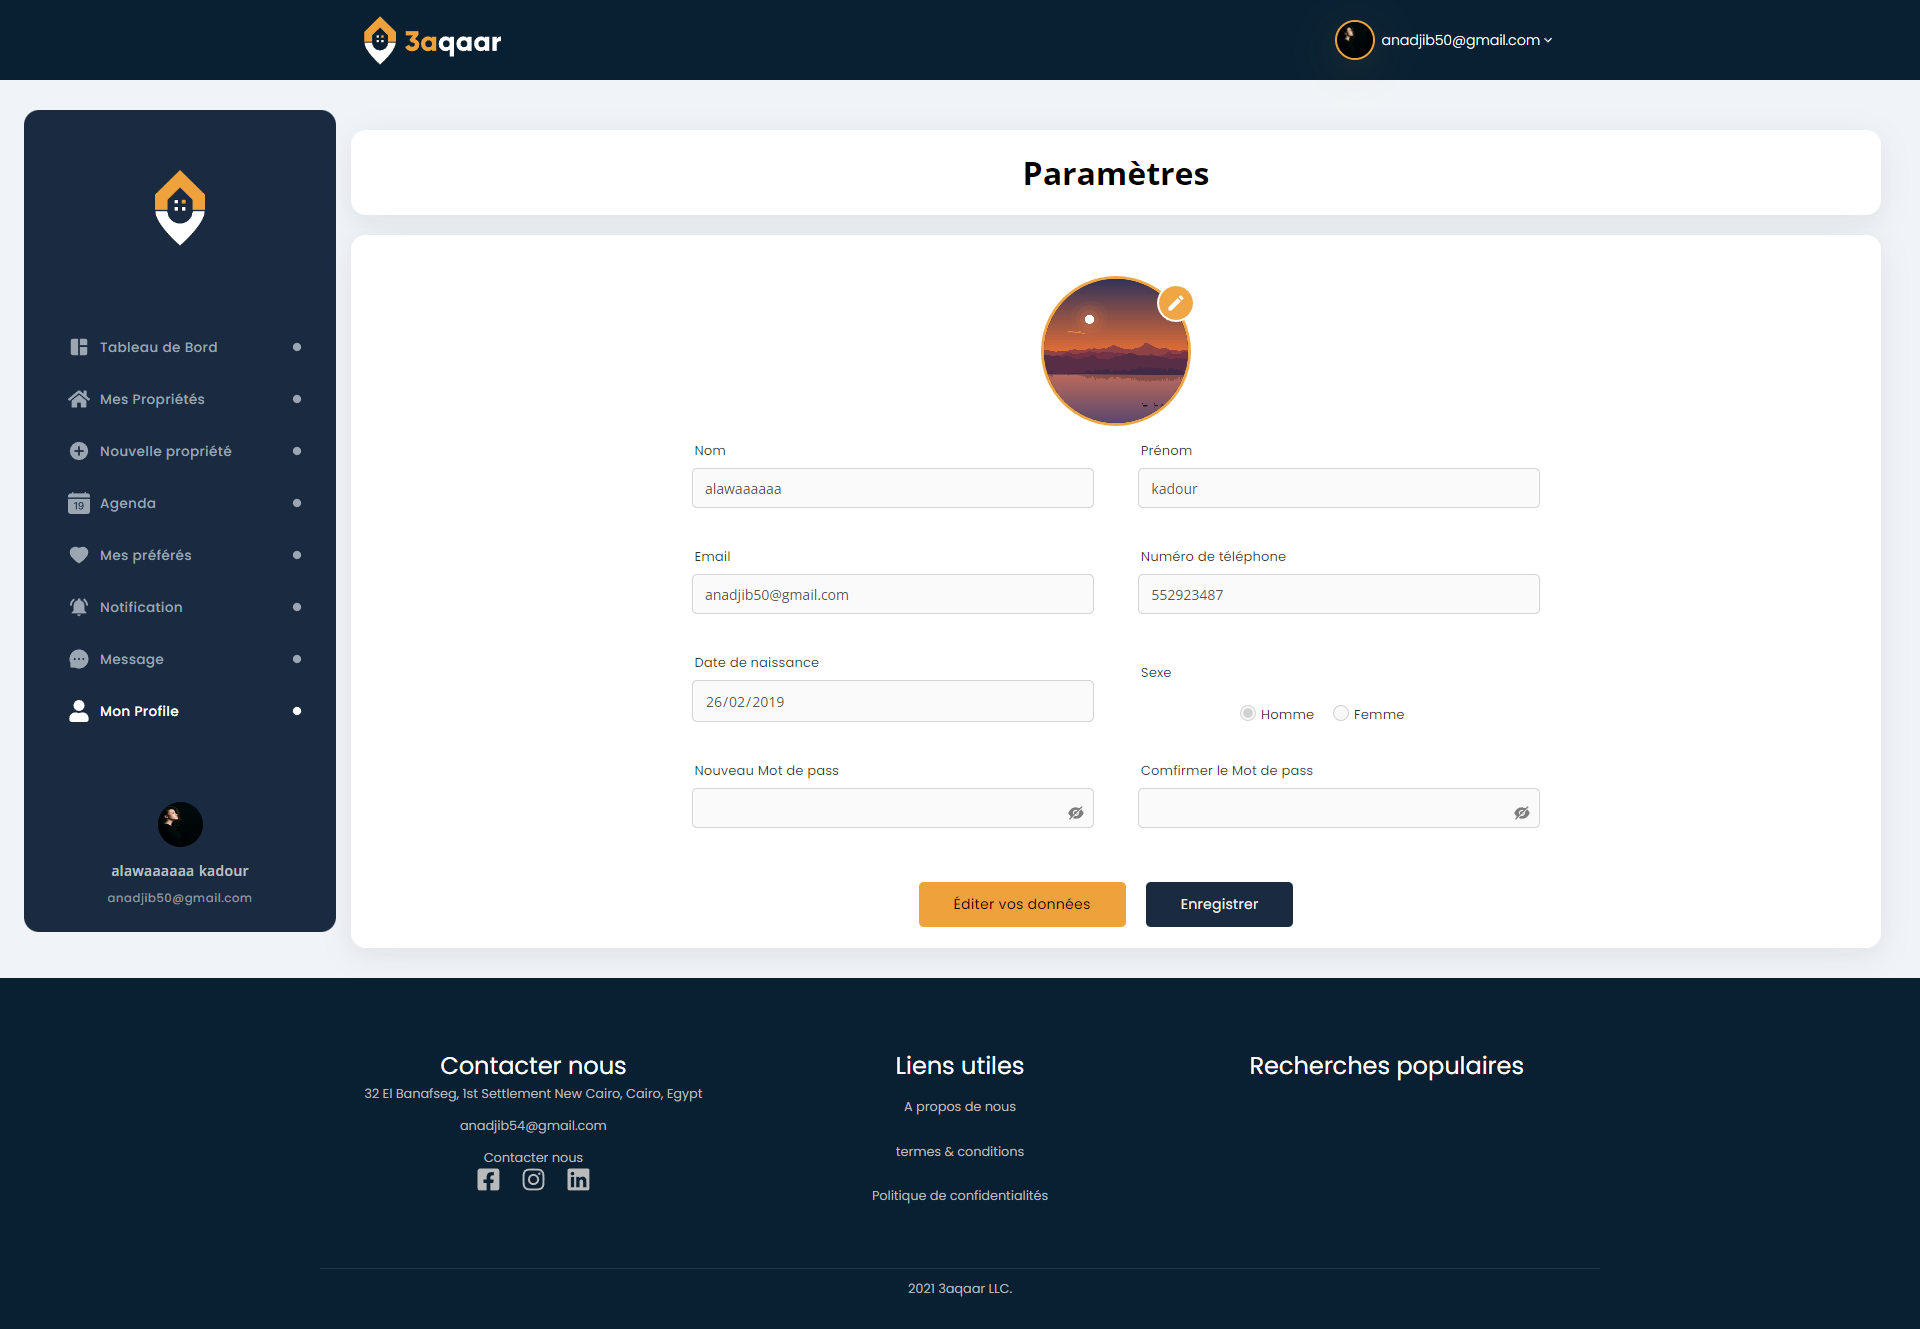 3aqaar
anadjib50@gmail.com
Paramètres
Tableau de Bord
Mes Propriétés
Nouvelle propriété
19
Agenda
Mes préférés
Notification
Message
Mon Profile
alawaaaaaa kadour
anadjib50@gmail.com
Nom
Prénom
alawaaaaaa
kadour
Email
Numéro de téléphone
anadjib50@gmail.com
552923487
Date de naissance
Sexe
26/02/2019
Homme
Femme
Nouveau Mot de pass
Comfirmer le Mot de pass
Éditer vos données
Enregistrer
Contacter nous
32 El Banafseg, 1st Settlement New Cairo, Cairo, Egypt
anadjib54@gmail.com
Contacter nous
Liens utiles
A propos de nous
termes & conditions
Politique de confidentialités
Recherches populaires
2021 3aqaar LLC.